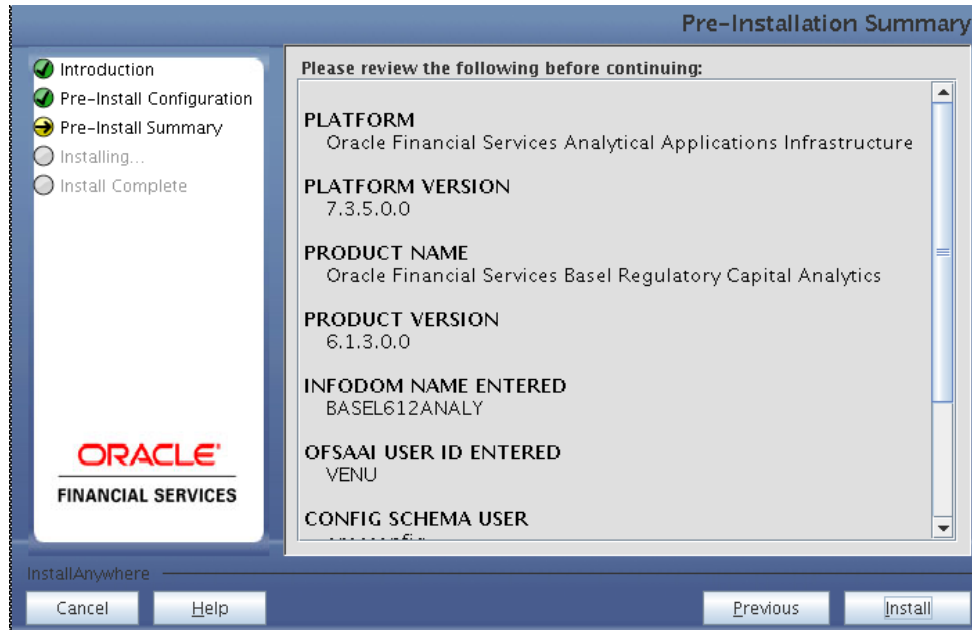 Pre-Installation Summary
Introduction
Pre-Install Configuration
Pre-Install Summary
Installing...
Install Complete
ORACLE
FINANCIAL SERVICES
Please review the following before continuing:
PLATFORM
Oracle Financial Services Analytical Applications Infrastructure
PLATFORM VERSION
7.3.5.0.0
PRODUCT NAME
Oracle Financial Services Basel Regulatory Capital Analytics
PRODUCT VERSION
6.1.3.0.0
INFODOM NAME ENTERED
BASEL612ANALY
OFSAAI USER ID ENTERED
VENU
CONFIG SCHEMA USER
InstallAnywhere
Cancel
Help
Previous
Install